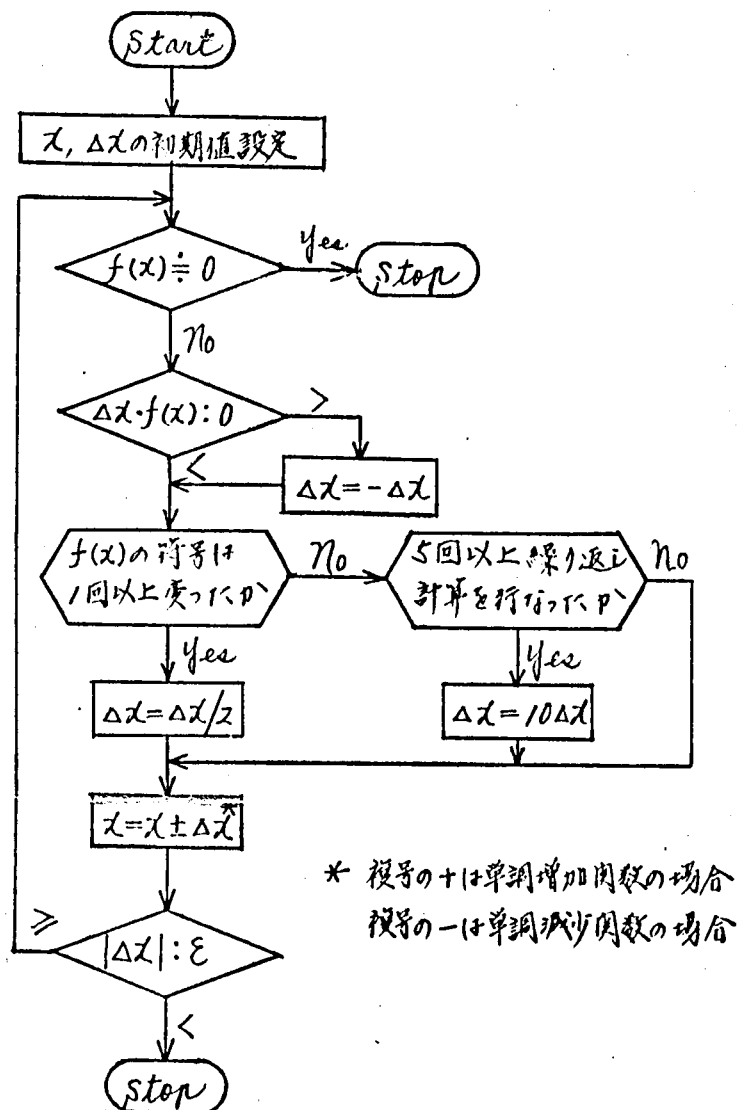 Start
x, Δxの初期値設定
f(x)≒0
Yes
Stop
No
Δx・f(x):0
>
<
Δx=-Δx
f(x)の符号は
1回以上変ったか
No
5回以上繰り返し
計算を行なったか
No
Yes
Yes
Δx=Δx/2
Δx=10Δx
x=x±Δx*
* 複号の+は単調増加関数の場合
複号の-は単調減少関数の場合
≥
|Δx|:ε
<
Stop